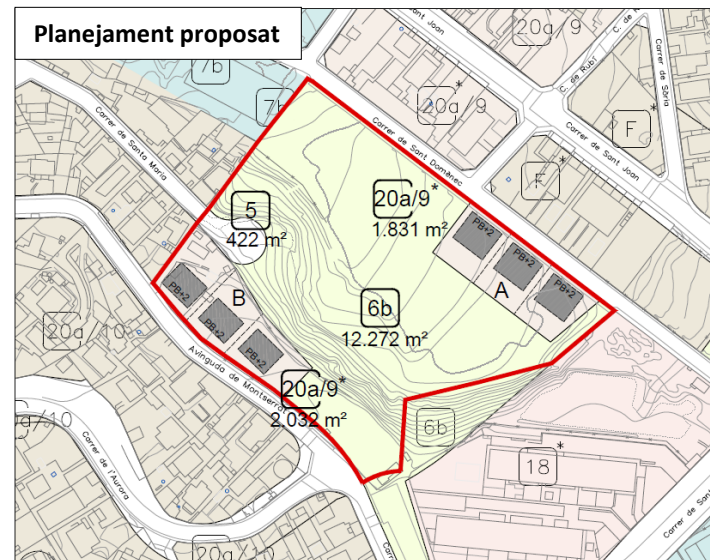 Planejament proposat
Sant Joan
20a/9
C. de Rubí
7b
Carrer de Sòria
7b
20a/9*
Carrer de Sant Joan
F*
Carrer de Santa Maria
Carrer de Sant Domènec
F*
20a/9*
1.831 m²
5
422 m²
PB+2
PB+2
PB+2
A
PB+2
B
PB+2
PB+2
6b
12.272 m²
20a/10
Avinguda de Montserrat
20a/9*
2.032 m²
6b
18*
Carrer de l'Aurora
20a/10
Carrer de Sant